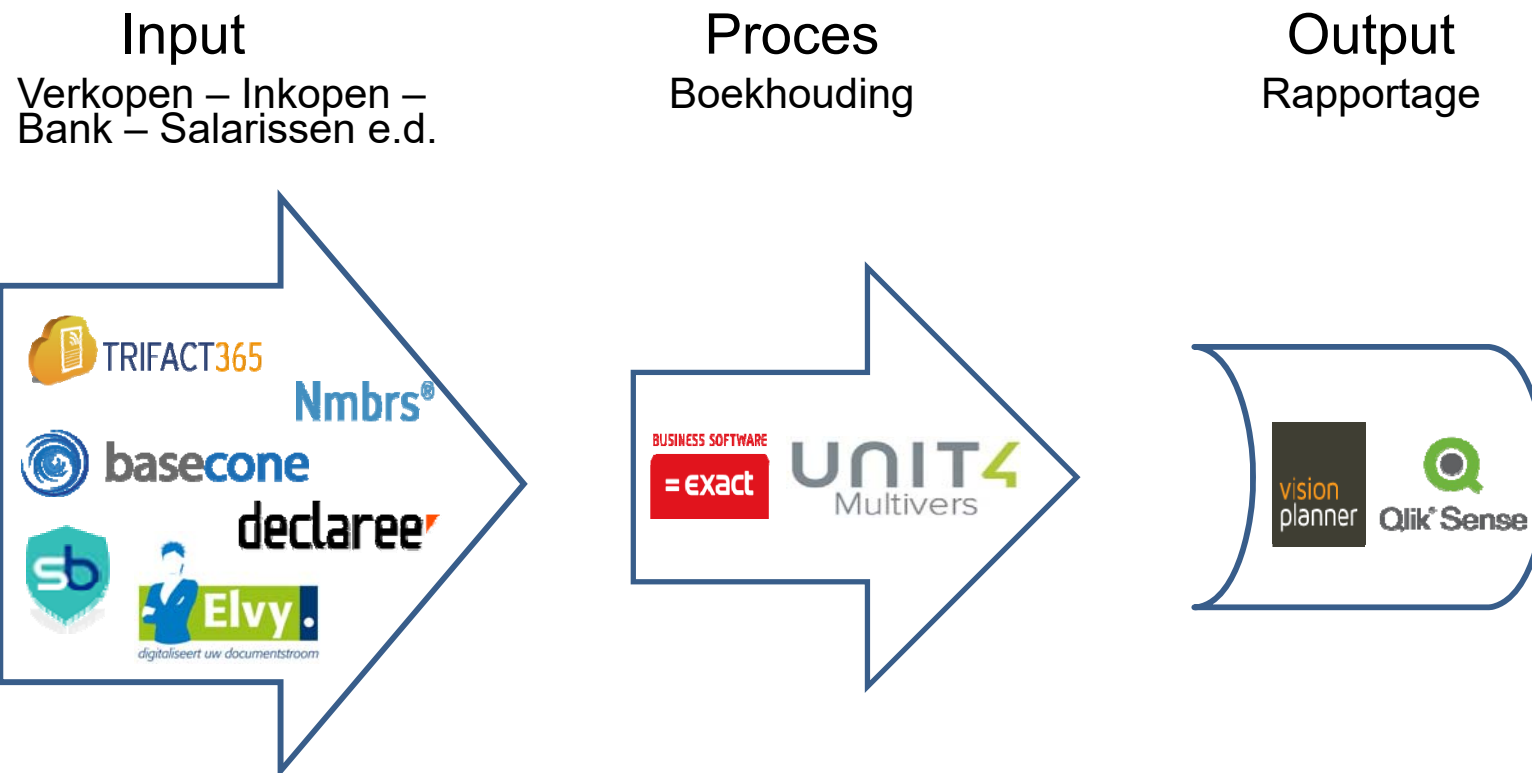 Input
Verkopen – Inkopen –
Bank – Salarissen e.d.
Proces
Boekhouding
Output
Rapportage
TRIFACT365
Nmbrs®
basecone
declaree
sb
Elvy.
digitaliseert uw documentstroom
BUSINESS SOFTWARE
= exact
UNIT4
Multivers
vision
planner
Qlik® Sense